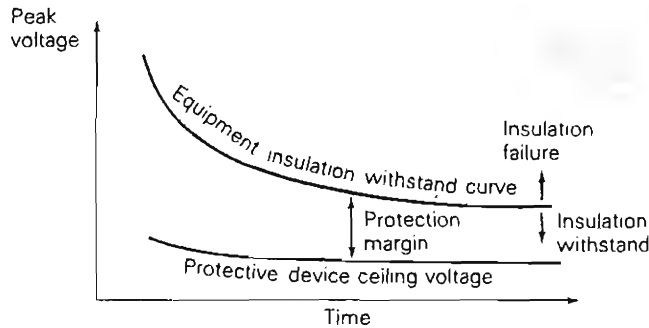 Peak
voltage
Equipment insulation withstand curve
Insulation
failure
Protection
margin
Insulation
withstand
Protective device ceiling voltage
Time